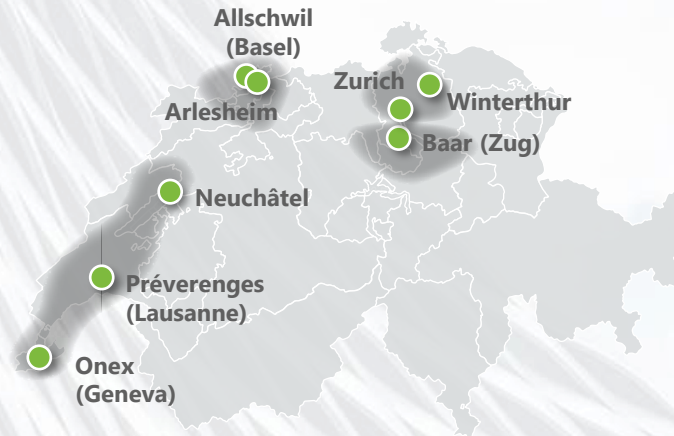 Allschwil
(Basel)
Arlesheim
Zurich
Winterthur
Baar (Zug)
Neuchâtel
Préverenges
(Lausanne)
Onex
(Geneva)